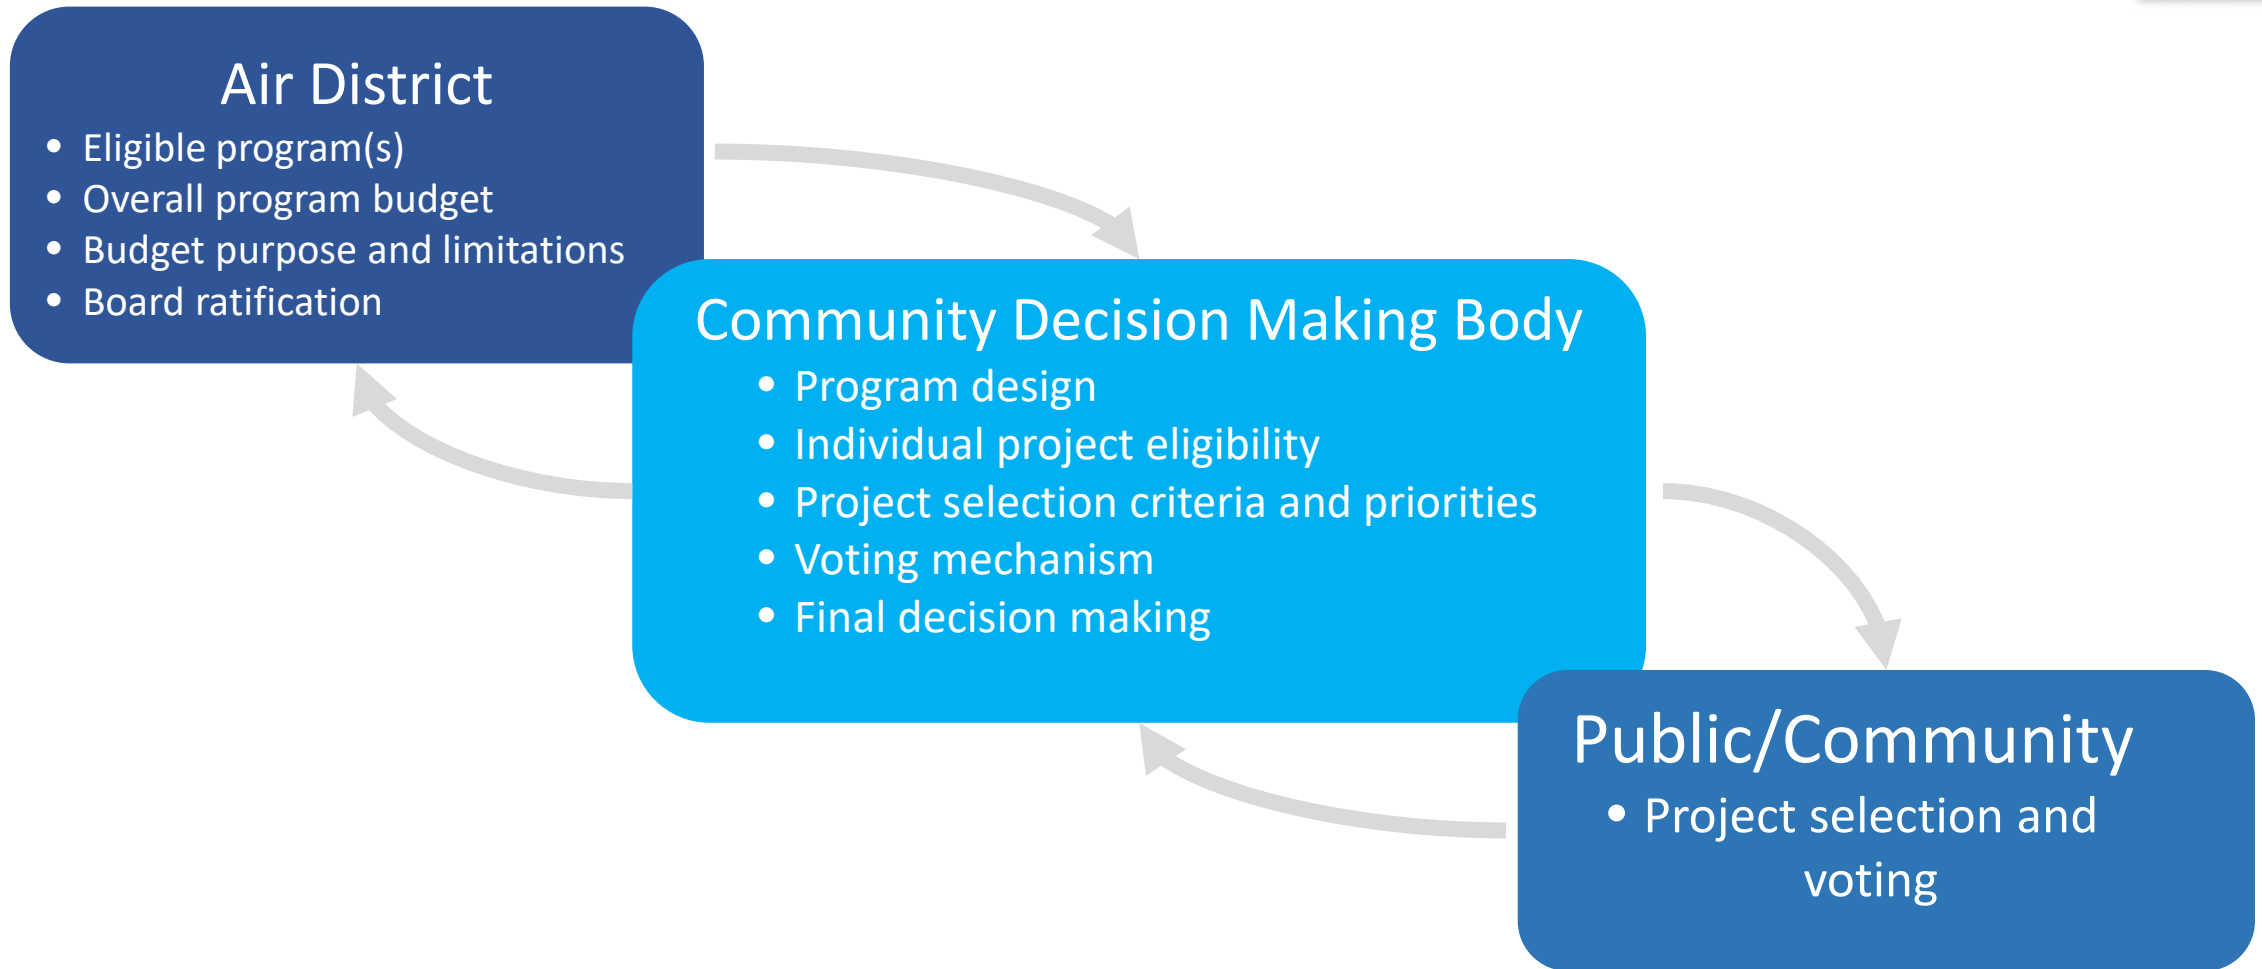 Air District
• Eligible program(s)
• Overall program budget
• Budget purpose and limitations
• Board ratification
Community Decision Making Body
• Program design
• Individual project eligibility
• Project selection criteria and priorities
• Voting mechanism
• Final decision making
Public/Community
• Project selection and
voting